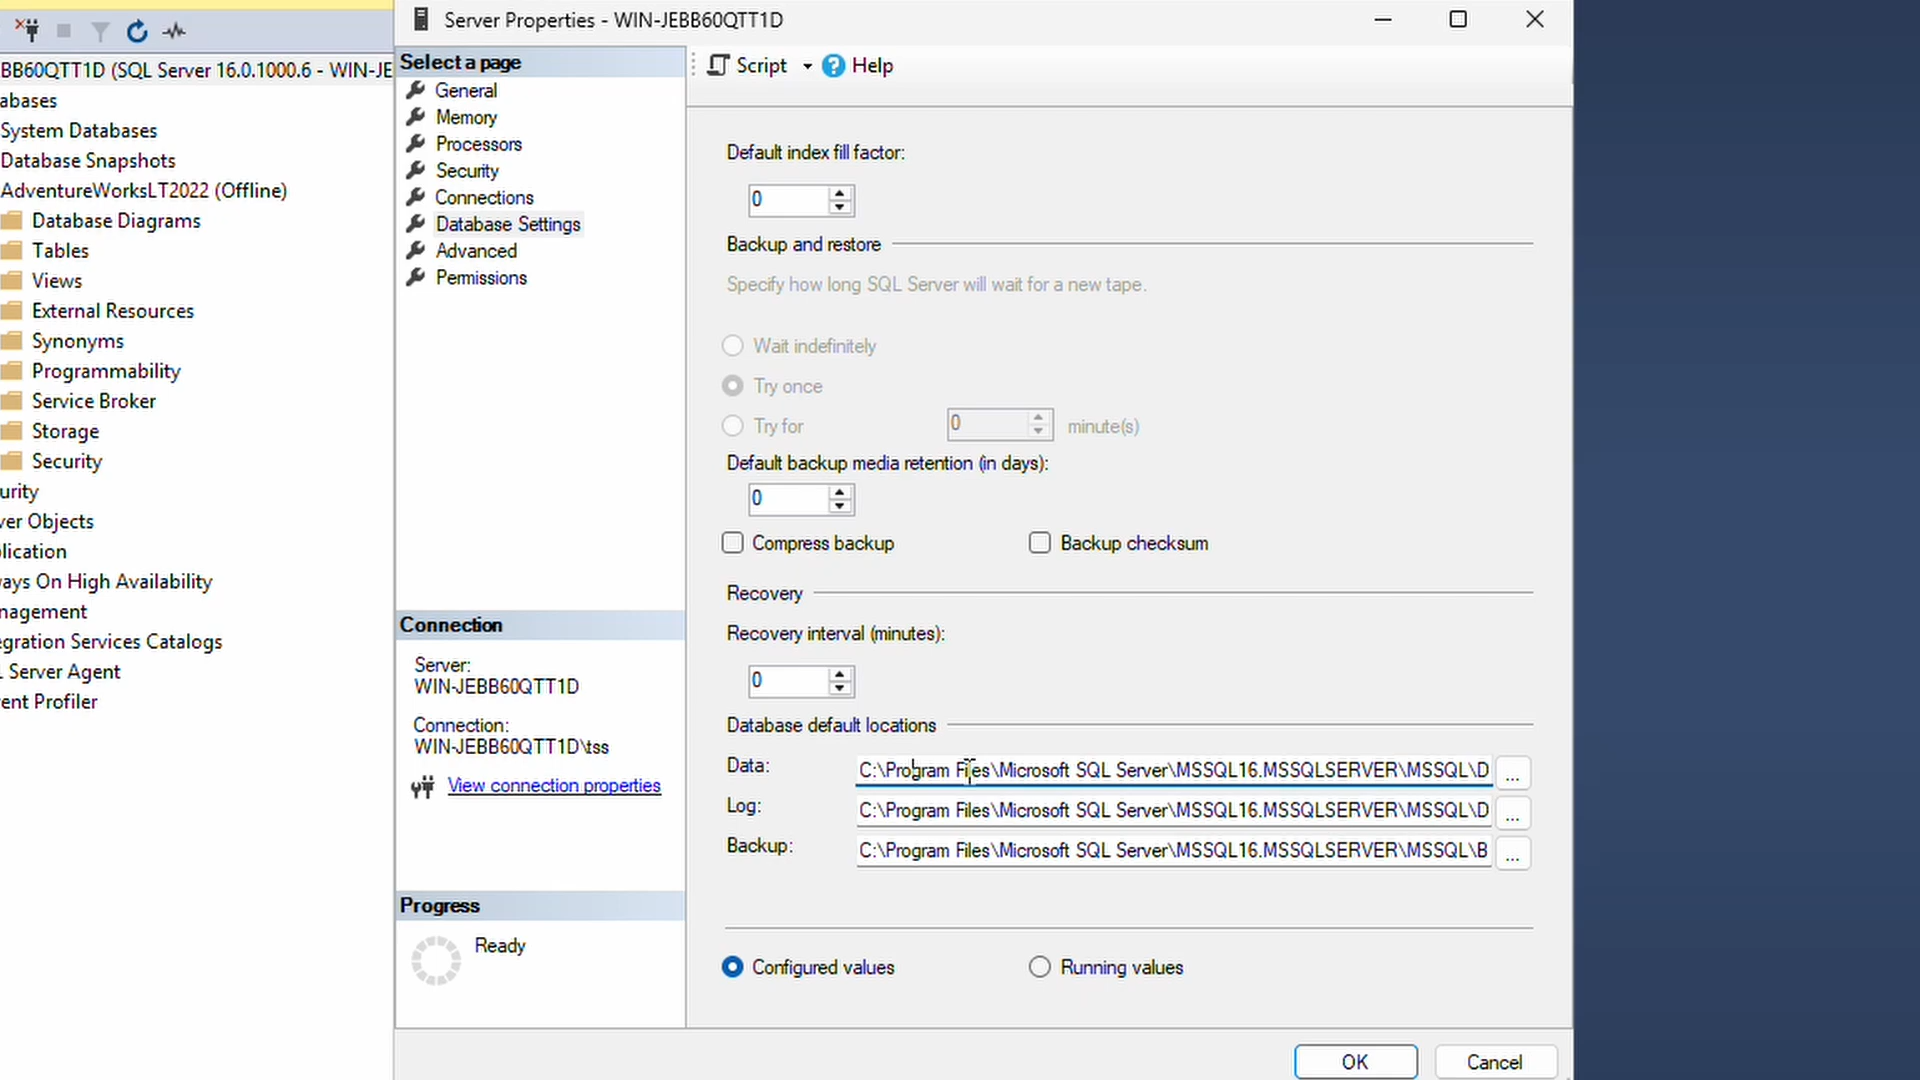 BB60QTT1D (SQL Server 16.0.1000.6 - WIN-JE
abases
System Databases
Database Snapshots
AdventureWorksLT2022 (Offline)
Database Diagrams
Tables
Views
External Resources
Synonyms
Programmability
Service Broker
Storage
Security
urity
ver Objects
lication
ays On High Availability
nagement
egration Services Catalogs
L Server Agent
ent Profiler
Server Properties - WIN-JEBB60QTT1D
Select a page
General
Memory
Processors
Security
Connections
Database Settings
Advanced
Permissions
Connection
Server:
WIN-JEBB60QTT1D
Connection:
WIN-JEBB60QTT1D\tss
View connection properties
Progress
Ready
Script
Help
Default index fill factor:
0
Backup and restore
Specify how long SQL Server will wait for a new tape.
Wait indefinitely
Try once
Try for 0 minute(s)
Default backup media retention (in days):
0
Compress backup Backup checksum
Recovery
Recovery interval (minutes):
0
Database default locations
Data: C:\Program Files\Microsoft SQL Server\MSSQL16.MSSQLSERVER\MSSQL\D ...
Log: C:\Program Files\Microsoft SQL Server\MSSQL16.MSSQLSERVER\MSSQL\D ...
Backup: C:\Program Files\Microsoft SQL Server\MSSQL16.MSSQLSERVER\MSSQL\B ...
Configured values Running values
OK Cancel